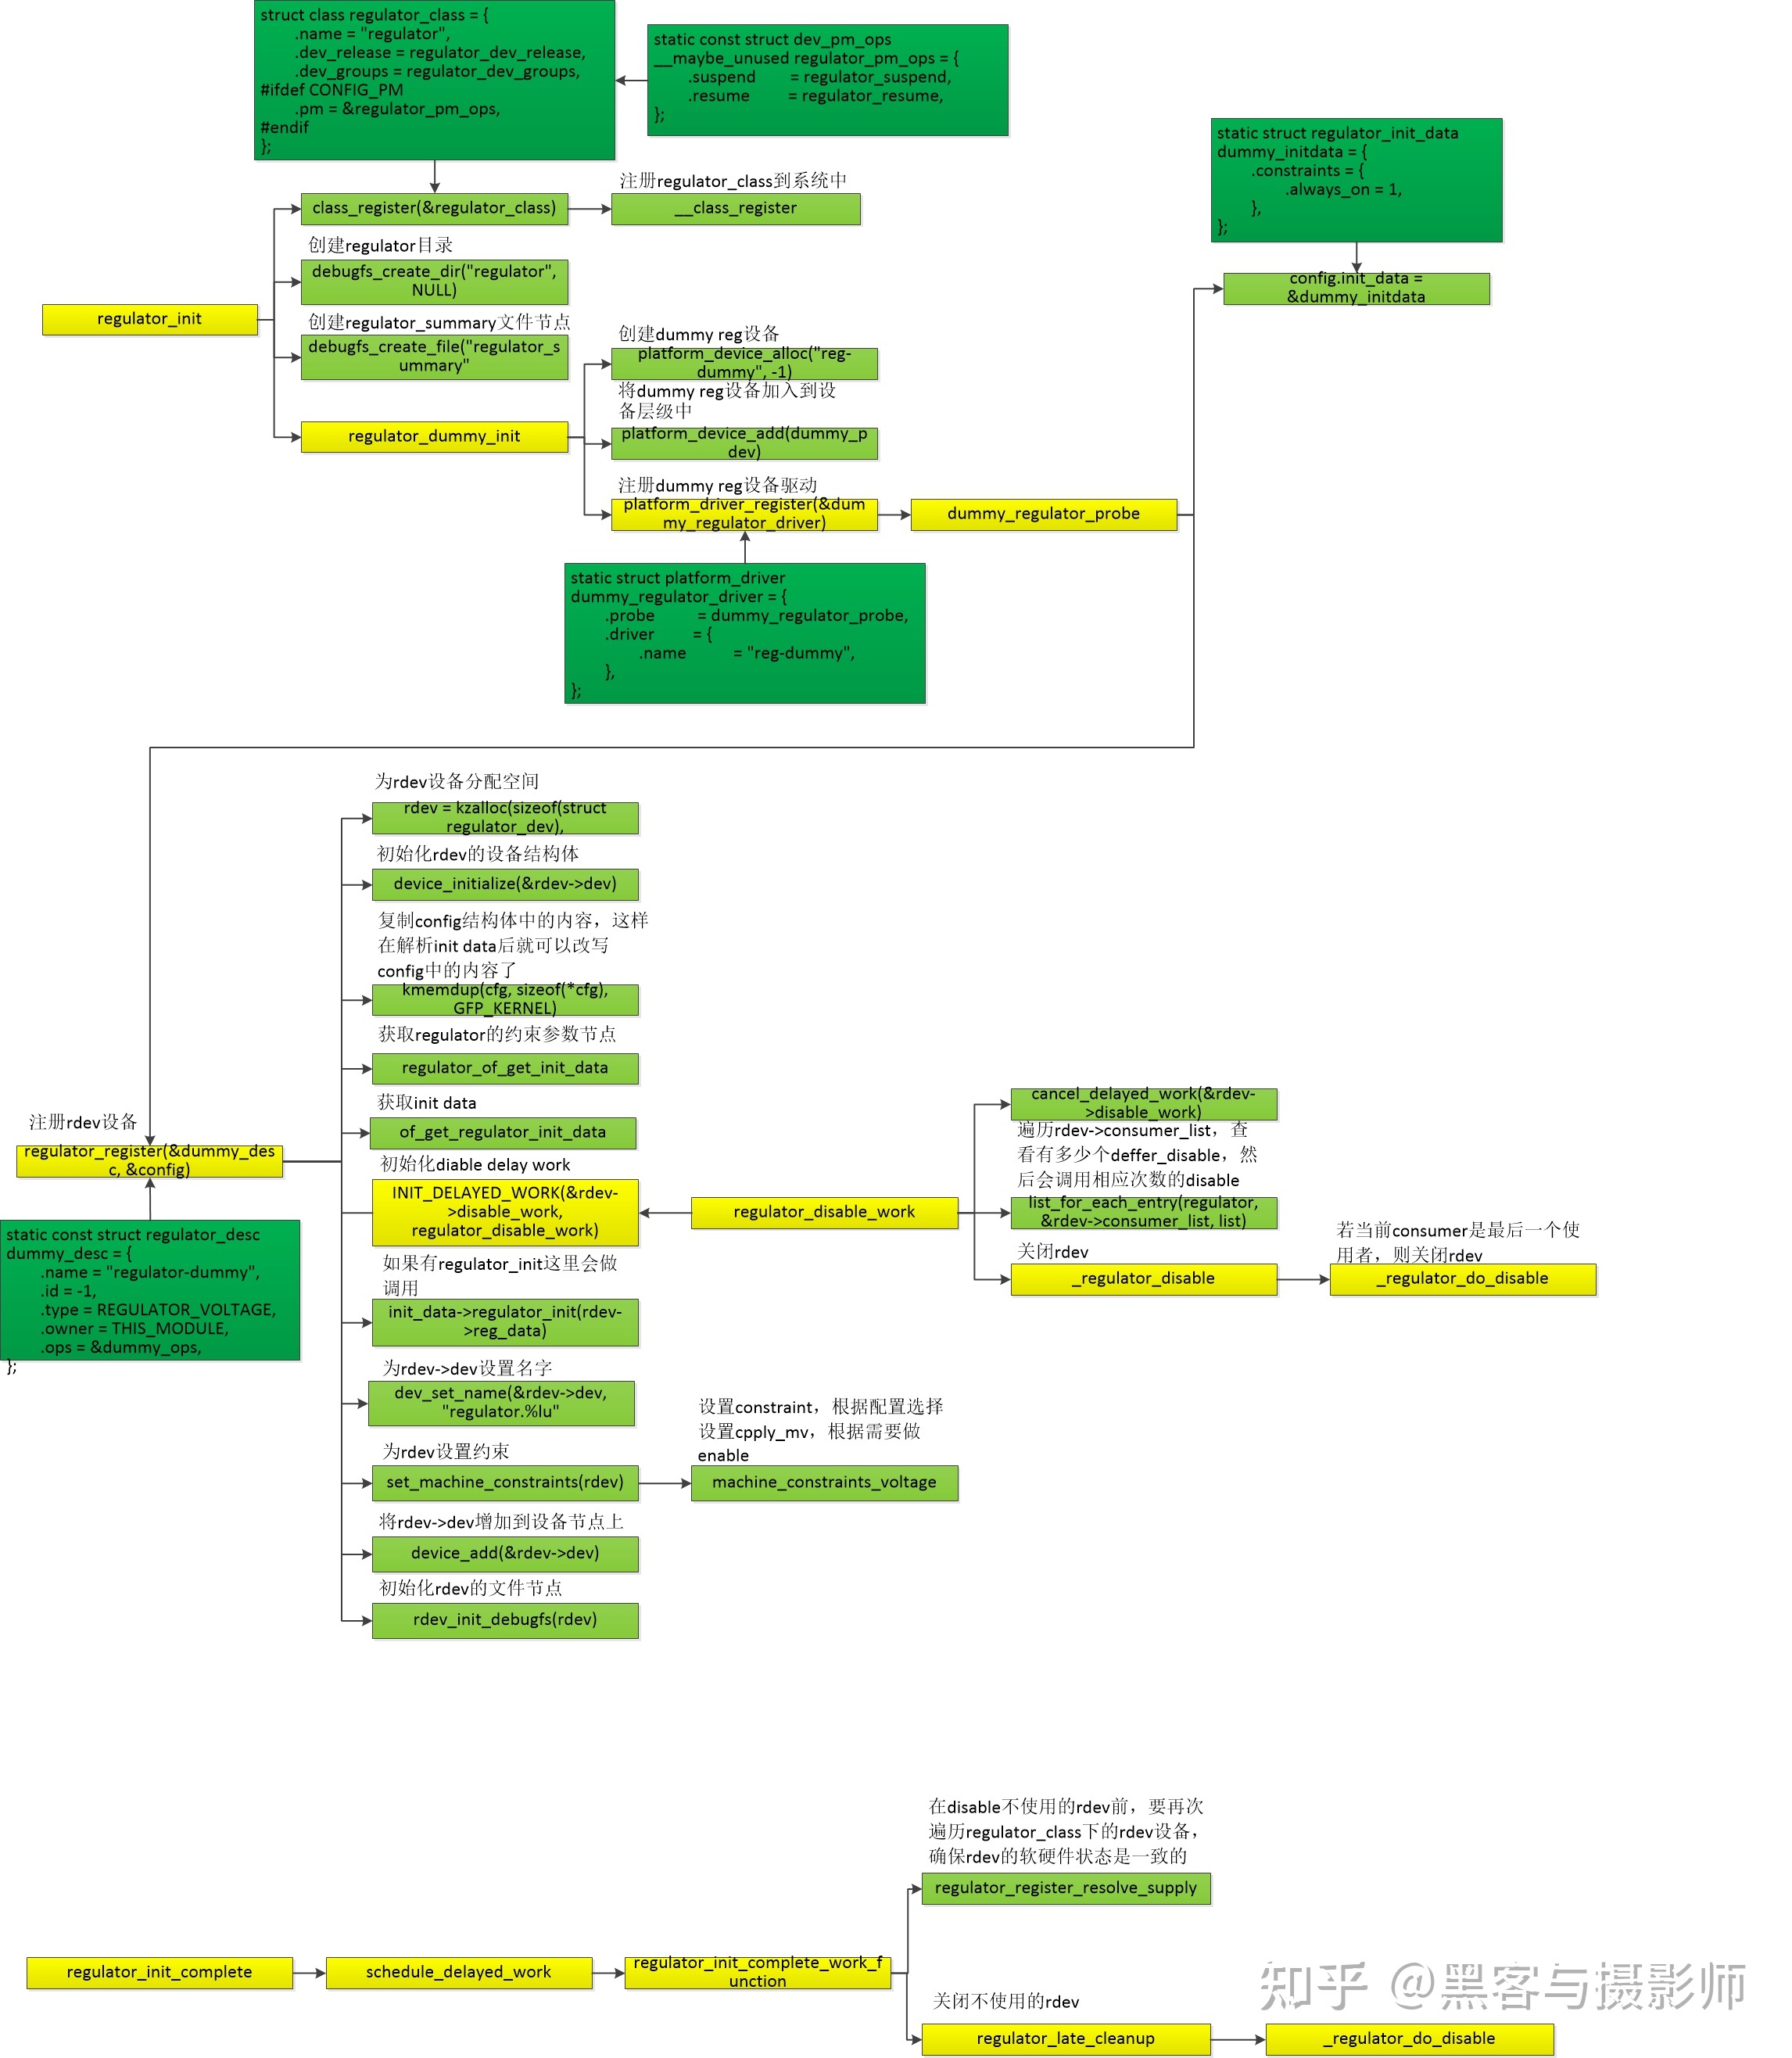 struct class regulator_class = {
.name = "regulator",
.dev_release = regulator_dev_release,
.dev_groups = regulator_dev_groups,
#ifdef CONFIG_PM
.pm = &regulator_pm_ops,
#endif
};
static const struct dev_pm_ops
__maybe_unused regulator_pm_ops = {
.suspend = regulator_suspend,
.resume = regulator_resume,
};
static struct regulator_init_data
dummy_initdata = {
.constraints = {
.always_on = 1,
},
};
注册regulator_class到系统中
class_register(&regulator_class)
__class_register
创建regulator目录
debugfs_create_dir("regulator",
NULL)
config.init_data =
&dummy_initdata
regulator_init
创建regulator_summary文件节点
debugfs_create_file("regulator_s
ummary"
创建dummy reg设备
platform_device_alloc("reg-
dummy", -1)
将dummy reg设备加入到设
备层级中
regulator_dummy_init
platform_device_add(dummy_p
dev)
注册dummy reg设备驱动
platform_driver_register(&dum
my_regulator_driver)
dummy_regulator_probe
static struct platform_driver
dummy_regulator_driver = {
.probe = dummy_regulator_probe,
.driver = {
.name = "reg-dummy",
},
};
为rdev设备分配空间
rdev = kzalloc(sizeof(struct
regulator_dev),
初始化rdev的设备结构体
device_initialize(&rdev->dev)
复制config结构体中的内容，这样
在解析init data后就可以改写
config中的内容了
kmemdup(cfg, sizeof(*cfg),
GFP_KERNEL)
获取regulator的约束参数节点
regulator_of_get_init_data
获取init data
of_get_regulator_init_data
注册rdev设备
regulator_register(&dummy_des
c, &config)
初始化diable delay work
INIT_DELAYED_WORK(&rdev-
>disable_work,
regulator_disable_work)
regulator_disable_work
cancel_delayed_work(&rdev-
>disable_work)
遍历rdev->consumer_list，查
看有多少个deffer_disable，然
后会调用相应次数的disable
list_for_each_entry(regulator,
&rdev->consumer_list, list)
关闭rdev
_regulator_disable
若当前consumer是最后一个使
用者，则关闭rdev
_regulator_do_disable
static const struct regulator_desc
dummy_desc = {
.name = "regulator-dummy",
.id = -1,
.type = REGULATOR_VOLTAGE,
.owner = THIS_MODULE,
.ops = &dummy_ops,
};
如果有regulator_init这里会做
调用
init_data->regulator_init(rdev-
>reg_data)
为rdev->dev设置名字
dev_set_name(&rdev->dev,
"regulator.%lu"
为rdev设置约束
set_machine_constraints(rdev)
设置constraint，根据配置选择
设置cpply_mv，根据需要做
enable
machine_constraints_voltage
将rdev->dev增加到设备节点上
device_add(&rdev->dev)
初始化rdev的文件节点
rdev_init_debugfs(rdev)
在disable不使用的rdev前，要再次
遍历regulator_class下的rdev设备，
确保rdev的软硬件状态是一致的
regulator_register_resolve_supply
regulator_init_complete
schedule_delayed_work
regulator_init_complete_work_f
unction
关闭不使用的rdev
regulator_late_cleanup
_regulator_do_disable
知乎 @黑客与摄影师